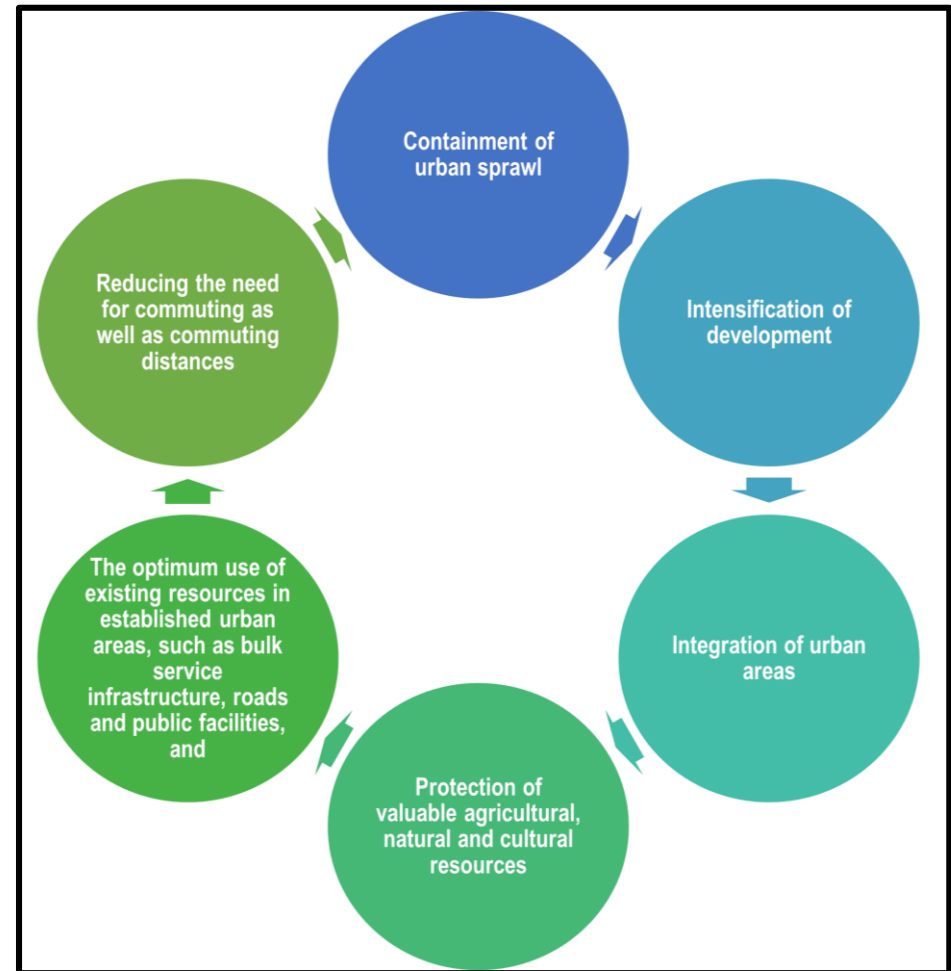 Containment of
urban sprawl
Intensification of
development
Integration of urban
areas
Protection of
valuable agricultural,
natural and cultural
resources
The optimum use of
existing resources in
established urban
areas, such as bulk
service
infrastructure, roads
and public facilities,
and
Reducing the need
for commuting as
well as commuting
distances